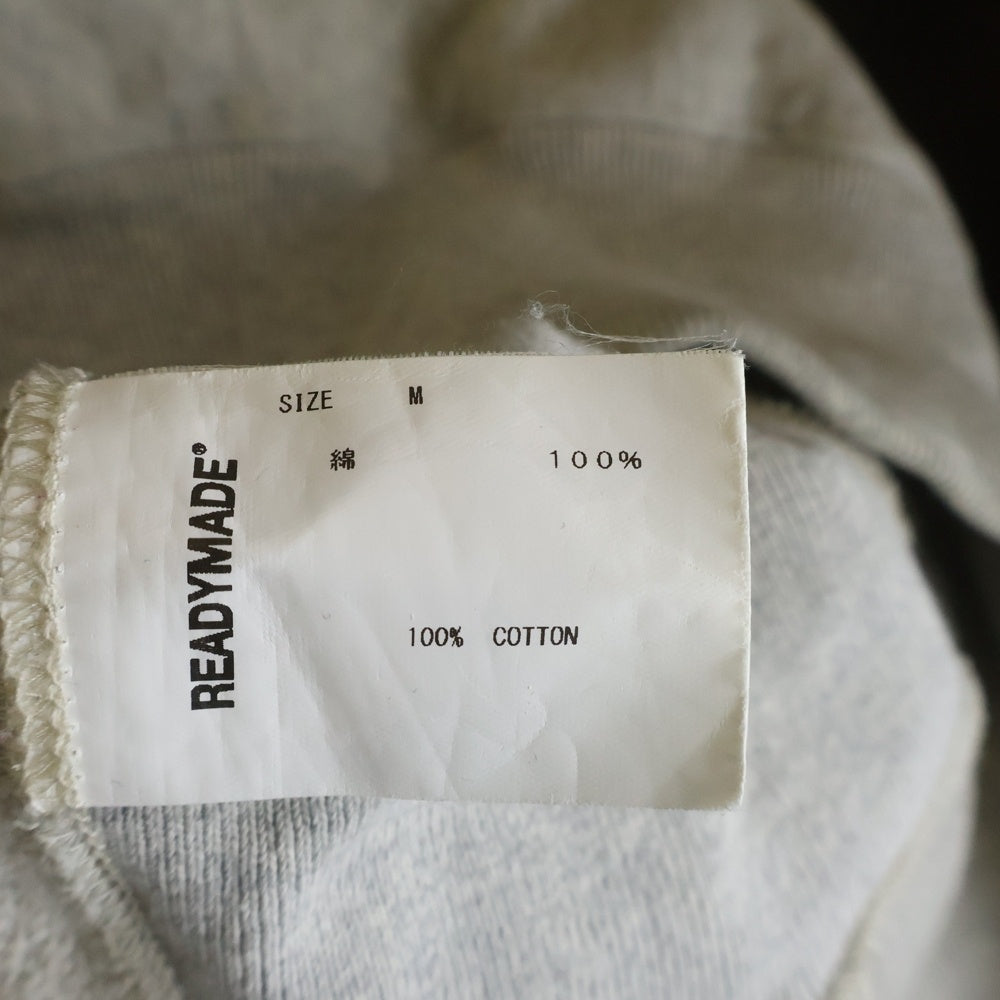 SIZE M
綿 100%
READYMADE®
100% COTTON